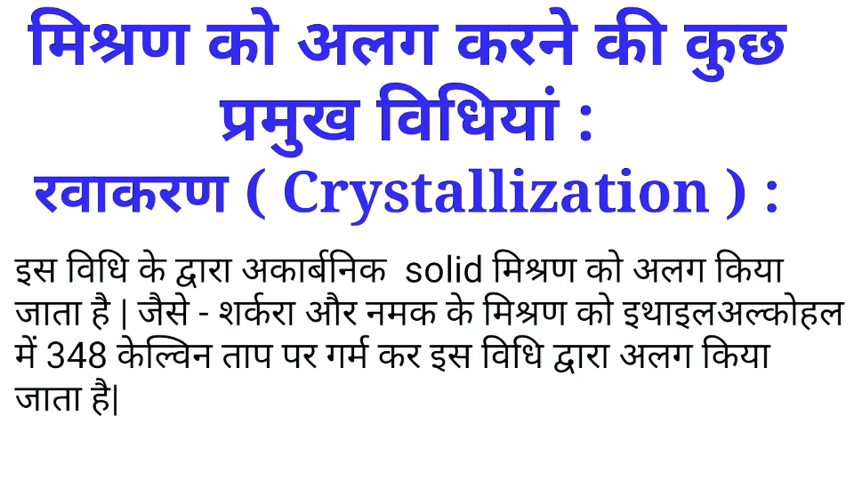 मिश्रण को अलग करने की कुछ
प्रमुख विधियां :
रवाकरण ( Crystallization ) :
इस विधि के द्वारा अकार्बनिक solid मिश्रण को अलग किया
जाता है | जैसे - शर्करा और नमक के मिश्रण को इथाइलअल्कोहल
में 348 केल्विन ताप पर गर्म कर इस विधि द्वारा अलग किया
जाता है|